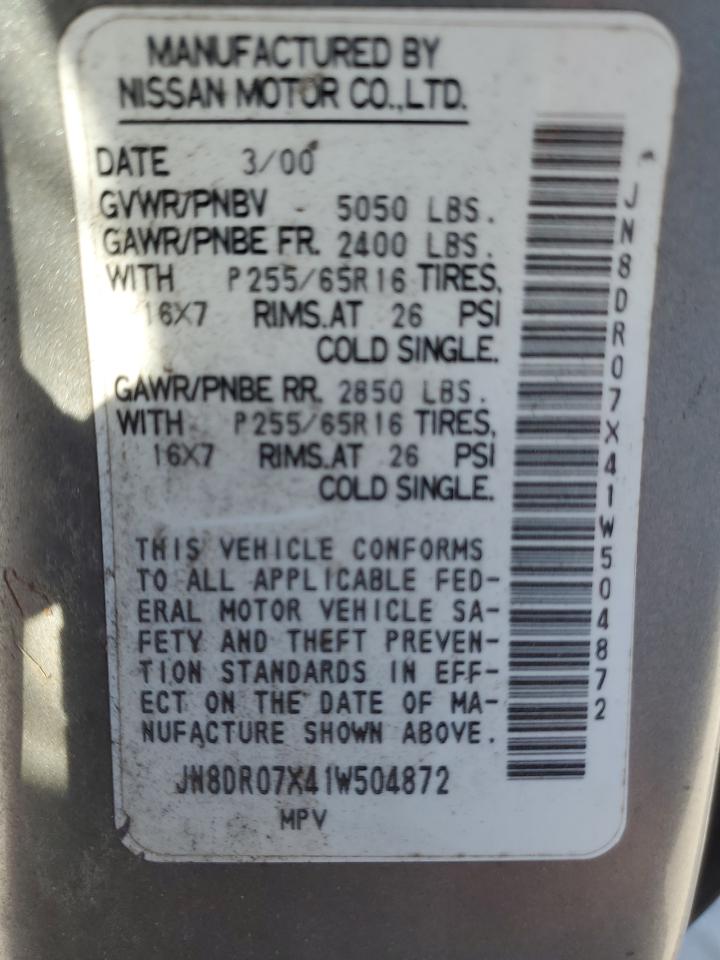 MANUFACTURED BY
NISSAN MOTOR CO.,LTD.
DATE 3/00
GVWR/PNBV - 5050 LBS.
GAWR/PNBE FR. 2400 LBS.
WITH P255/65R16 TIRES,
16X7 RIMS.AT 26 PSI
COLD SINGLE.
GAWR/PNBE RR. 2850 LBS.
WITH P255/65R16 TIRES,
16X7 RIMS.AT 26 PSI
COLD SINGLE.
THIS VEHICLE CONFORMS
TO ALL APPLICABLE FED-
ERAL MOTOR VEHICLE SA-
FETY AND THEFT PREVEN-
TION STANDARDS IN EFF-
ECT ON THE DATE OF MA-
NUFACTURE SHOWN ABOVE.
JN8DR07X41W504872
MPV
JN8DR07X41W504872